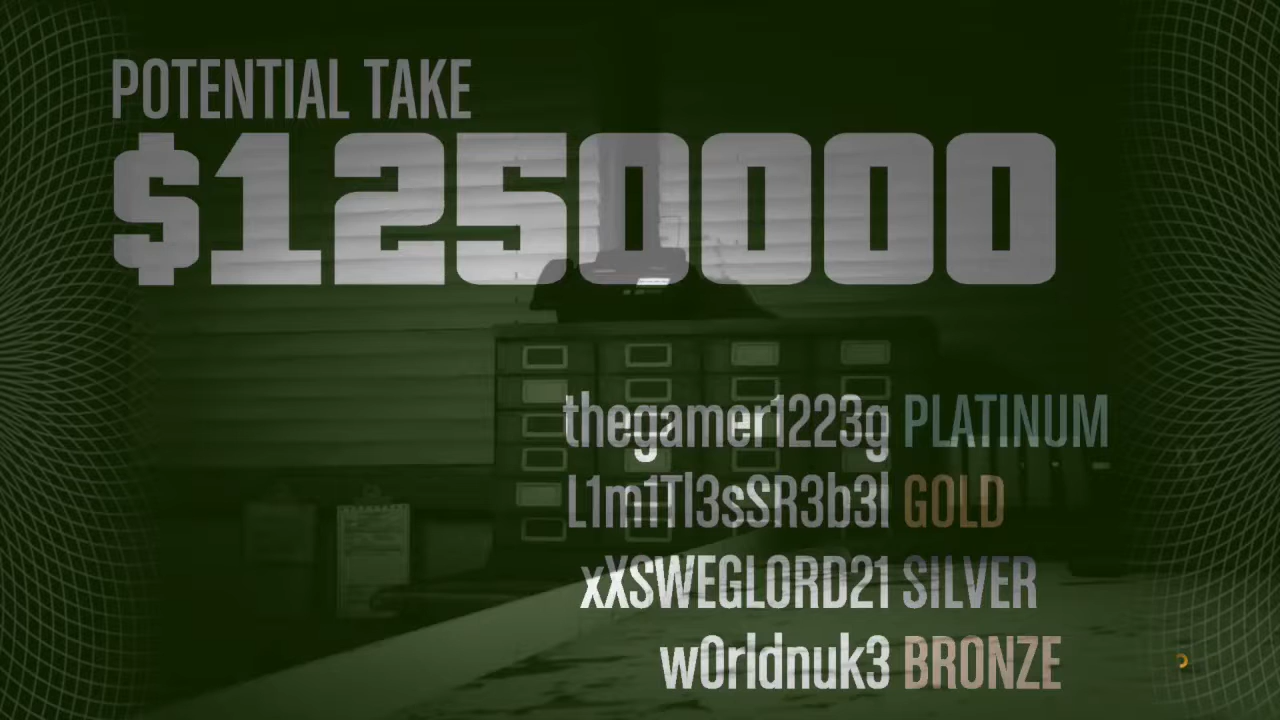 POTENTIAL TAKE
$1250000
thegamer1223g PLATINUM
L1m1Tl3sSR3b3l GOLD
xXSWEGLORD21 SILVER
w0rldnuk3 BRONZE